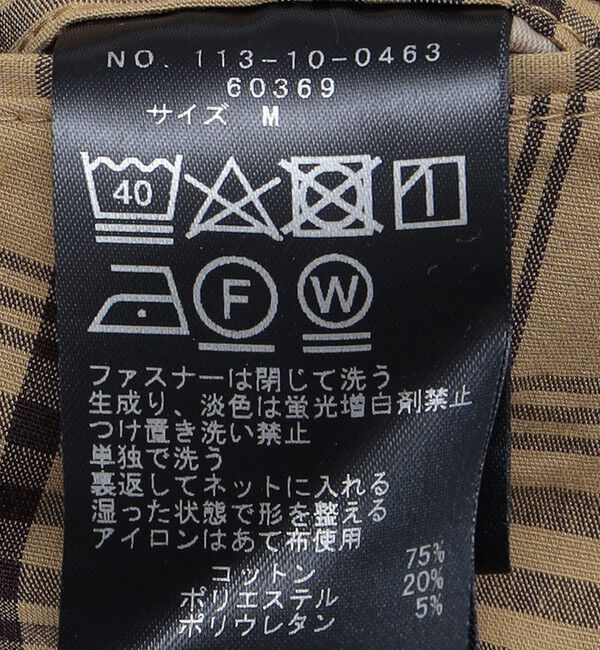 NO. 113-10-0463
60369
サイズ M
40
F W
ファスナーは閉じて洗う
生成り、淡色は蛍光増白剤禁止
つけ置き洗い禁止
単独で洗う
裏返してネットに入れる
湿った状態で形を整える
アイロンはあて布使用
コットン 75%
ポリエステル 20%
ポリウレタン 5%